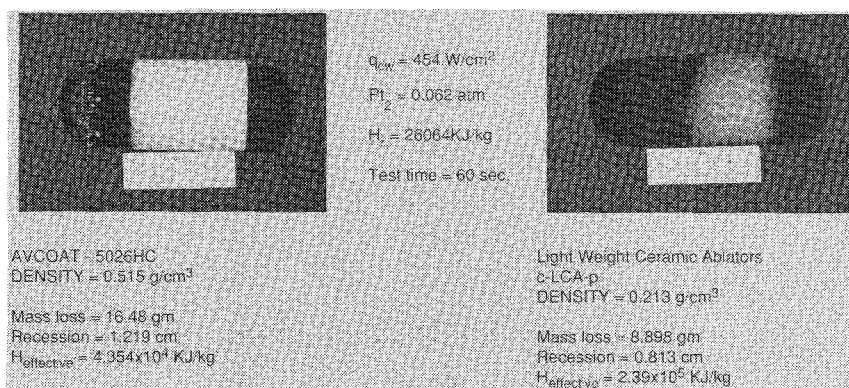 q_cw = 454 W/cm²
Pt₂ = 0.062 atm
H_r = 26064KJ/kg
Test time = 60 sec.
AVCOAT - 5026HC
DENSITY = 0.515 g/cm³
Mass loss = 16.48 gm
Recession = 1.219 cm
H_effective = 4.354x10⁴ KJ/kg
Light Weight Ceramic Ablators
c-LCA-p
DENSITY = 0.213 g/cm³
Mass loss = 8.898 gm
Recession = 0.813 cm
H_effective = 2.39x10⁵ KJ/kg